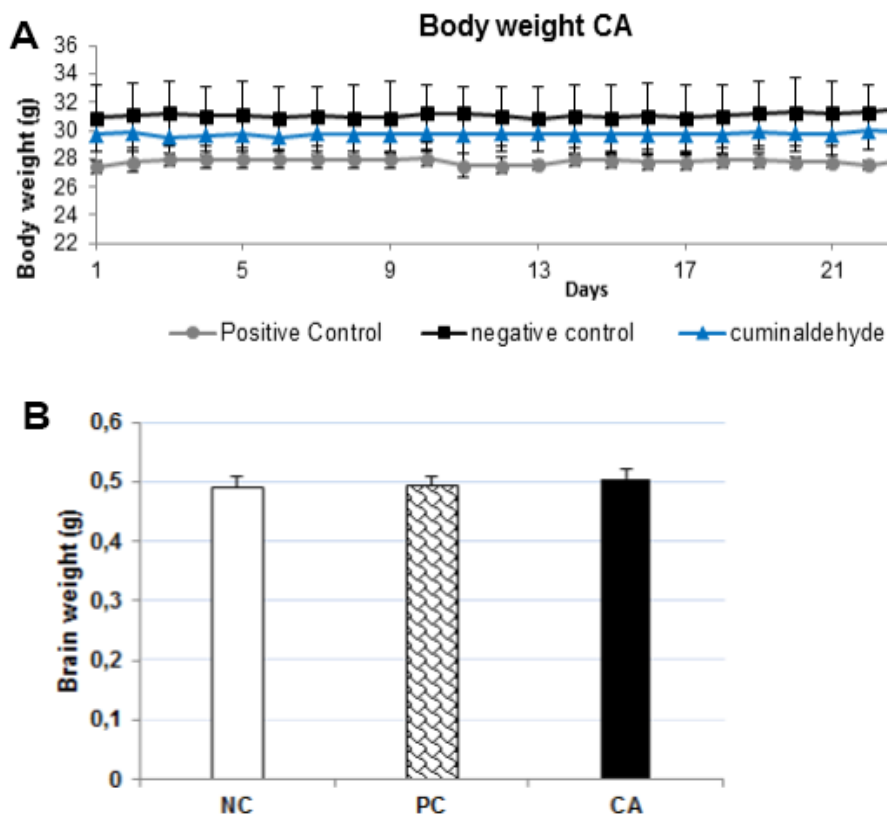 A
Body weight CA
Body weight (g)
36
34
32
30
28
26
24
22
1 5 9 13 17 21
Days
Positive Control negative control cuminaldehyde
B
Brain weight (g)
0,6
0,5
0,4
0,3
0,2
0,1
0
NC PC CA